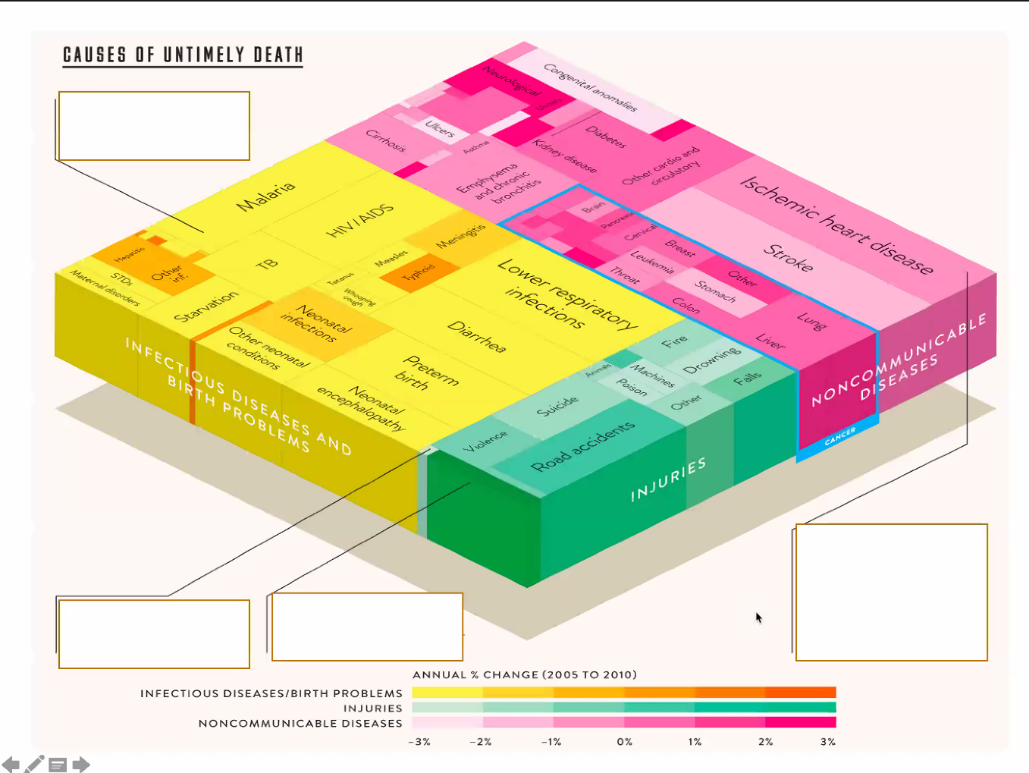 CAUSES OF UNTIMELY DEATH
Neurological
Congenital anomalies
Ulcers
Cirrhosis
Asthma
Diabetes
Kidney disease
Other cardio and
circulatory
Emphysema
and chronic
bronchitis
Ischemic heart disease
Stroke
Malaria
HIV/AIDS
TB
Meningitis
Measles
Typhoid
Tetanus
Whooping
cough
Hepatitis
Other
inf.
STDs
Maternal disorders
Starvation
Neonatal
infections
Other neonatal
conditions
Lower respiratory
infections
Diarrhea
Preterm
birth
Neonatal
encephalopathy
Brain
Pancreas
Cervical
Breast
Leukemia
Other
Throat
Stomach
Colon
Lung
Liver
Fire
Drowning
Animals
Machines
Poison
Falls
Other
Suicide
Violence
Road accidents
INFECTIOUS DISEASES AND
BIRTH PROBLEMS
INJURIES
NONCOMMUNICABLE
DISEASES
CANCER
ANNUAL % CHANGE (2005 TO 2010)
INFECTIOUS DISEASES/BIRTH PROBLEMS
INJURIES
NONCOMMUNICABLE DISEASES
−3% −2% −1% 0% 1% 2% 3%